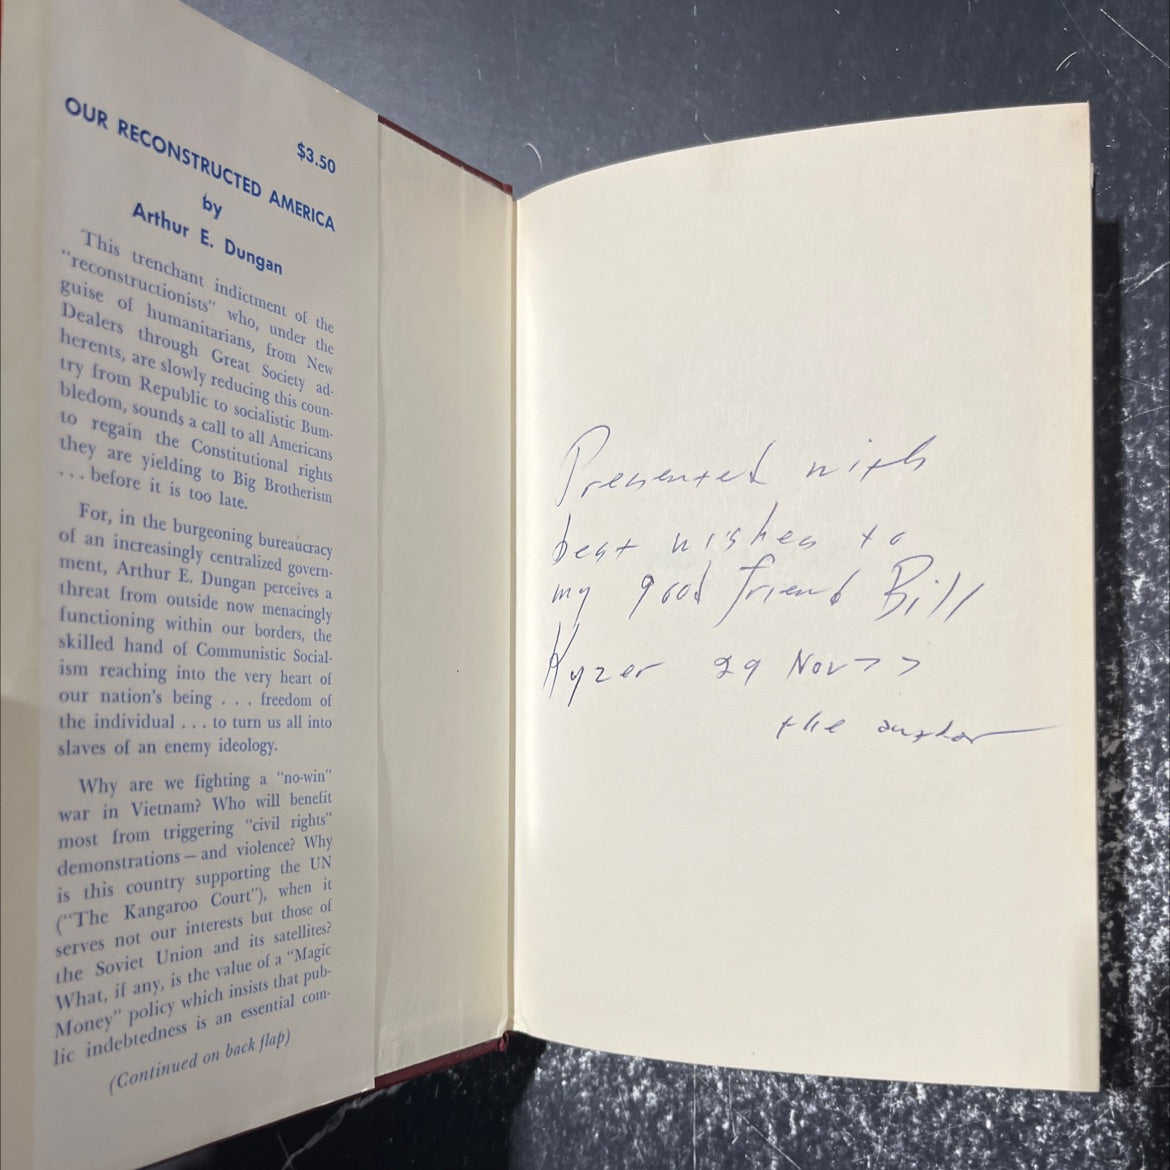 $3.50
OUR RECONSTRUCTED AMERICA
by
Arthur E. Dungan
This trenchant indictment of the
"reconstructionists" who, under the
guise of humanitarians, from New
Dealers through Great Society ad-
herents, are slowly reducing this coun-
try from Republic to socialistic Bum-
bledom, sounds a call to all Americans
to regain the Constitutional rights
they are yielding to Big Brotherism
. . . before it is too late.
For, in the burgeoning bureaucracy
of an increasingly centralized govern-
ment, Arthur E. Dungan perceives a
threat from outside now menacingly
functioning within our borders, the
skilled hand of Communistic Social-
ism reaching into the very heart of
our nation's being . . . freedom of
the individual . . . to turn us all into
slaves of an enemy ideology.
Why are we fighting a "no-win"
war in Vietnam? Who will benefit
most from triggering "civil rights"
demonstrations — and violence? Why
is this country supporting the UN
("The Kangaroo Court"), when it
serves not our interests but those of
the Soviet Union and its satellites?
What, if any, is the value of a "Magic
Money" policy which insists that pub-
lic indebtedness is an essential com-
(Continued on back flap)
Presented with
best wishes to
my good friend Bill
Kyzer 29 Nov 77
the author